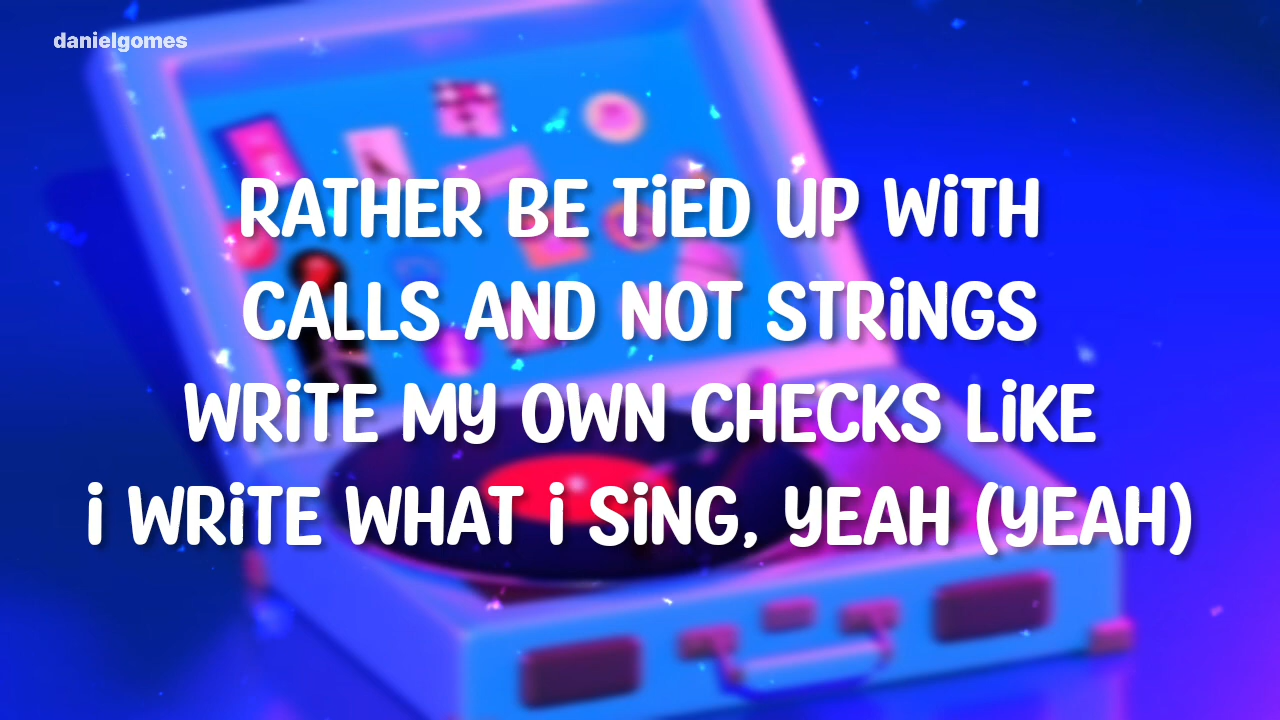 danielgomes
RATHER BE TiED UP WiTH
CALLS AND NOT STRiNGS
WRiTE MY OWN CHECKS LiKE
i WRiTE WHAT i SiNG, YEAH (YEAH)